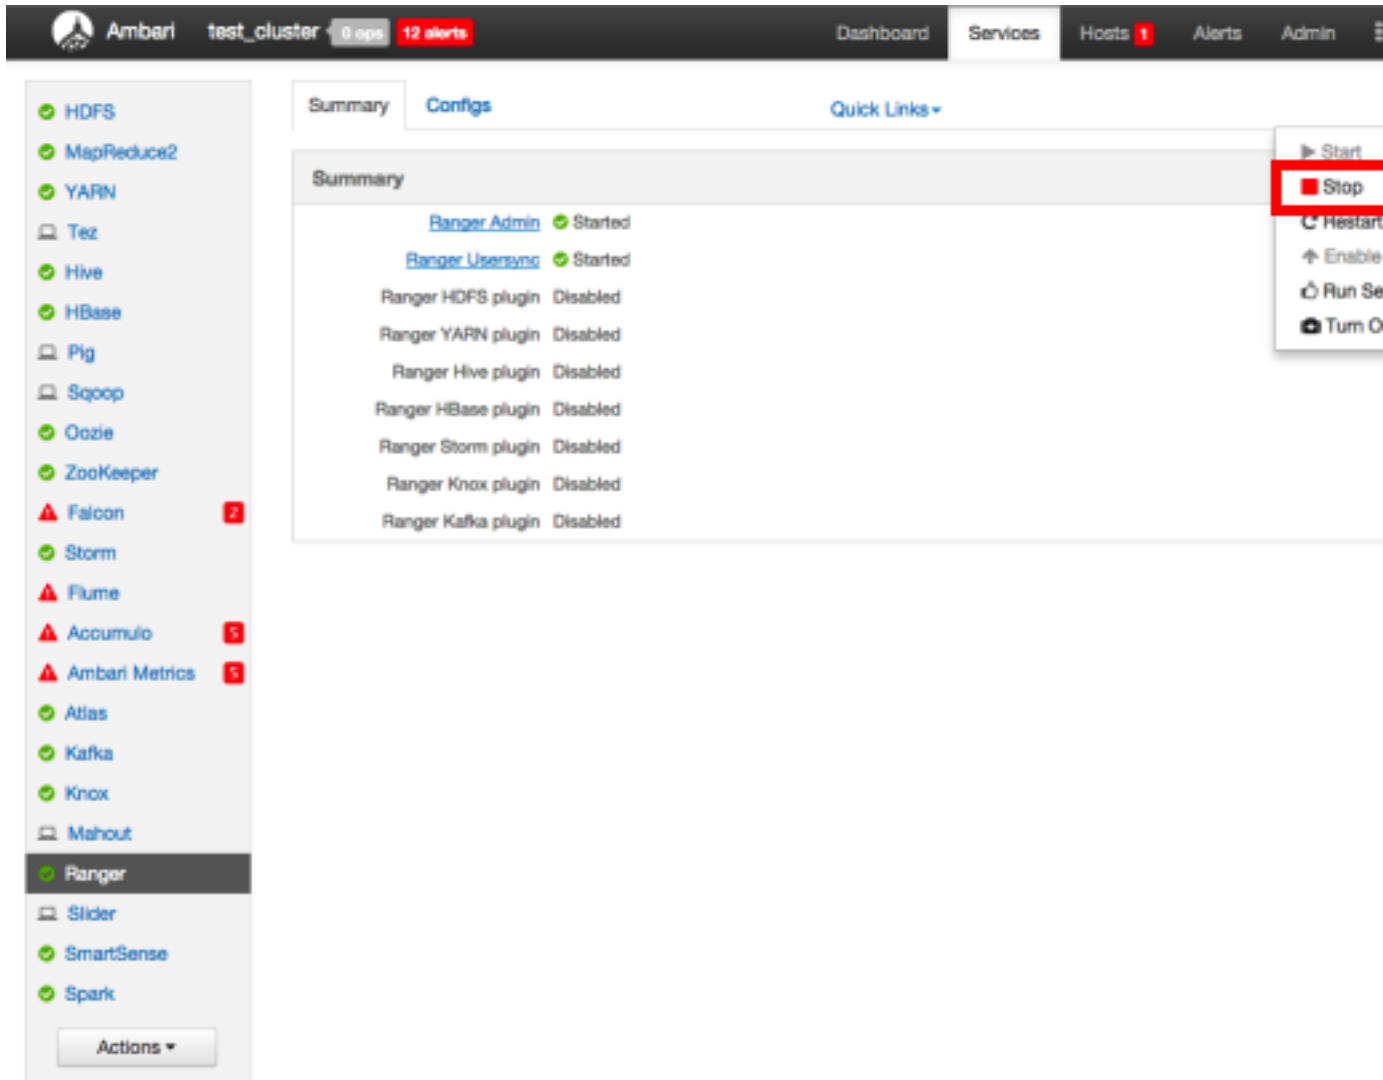 Ambari test_cluster 0 ops 12 alerts Dashboard Services Hosts 1 Alerts Admin
HDFS
MapReduce2
YARN
Tez
Hive
HBase
Pig
Sqoop
Oozie
ZooKeeper
Falcon 2
Storm
Flume
Accumulo 5
Ambari Metrics 5
Atlas
Kafka
Knox
Mahout
Ranger
Slider
SmartSense
Spark
Actions
Summary Configs Quick Links
Summary
Ranger Admin Started
Ranger Usersync Started
Ranger HDFS plugin Disabled
Ranger YARN plugin Disabled
Ranger Hive plugin Disabled
Ranger HBase plugin Disabled
Ranger Storm plugin Disabled
Ranger Knox plugin Disabled
Ranger Kafka plugin Disabled
Start
Stop
Restart
Enable
Run Se
Turn O